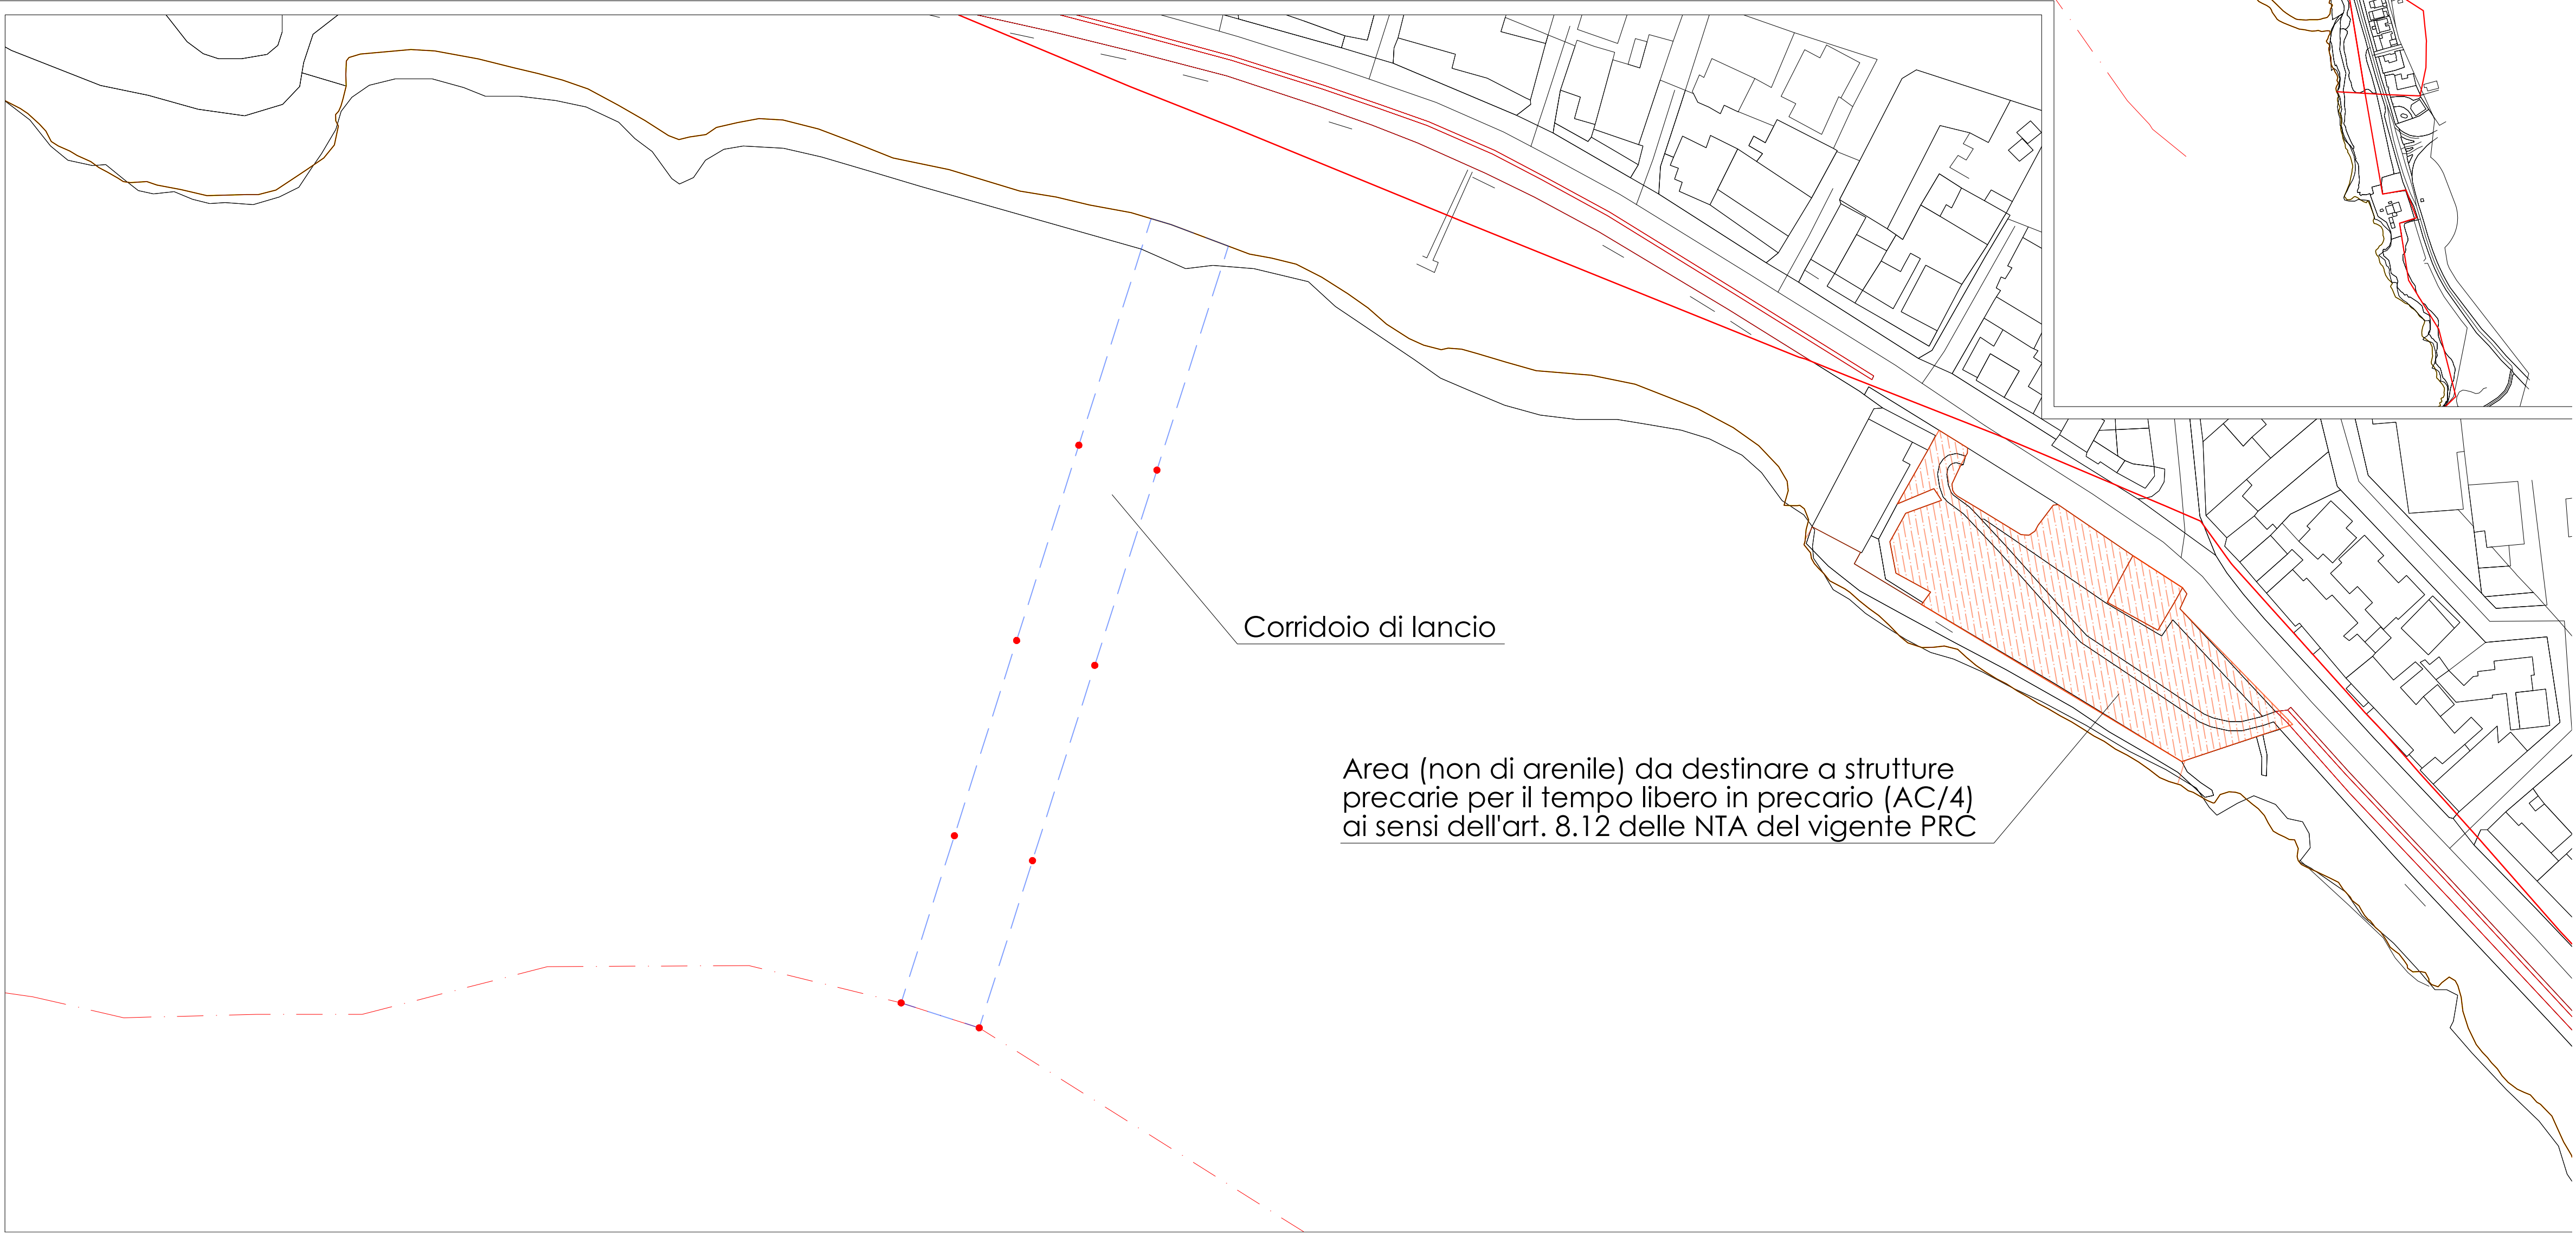 Corridoio di lancio
Area (non di arenile) da destinare a strutture
precarie per il tempo libero in precario (AC/4)
ai sensi dell'art. 8.12 delle NTA del vigente PRC